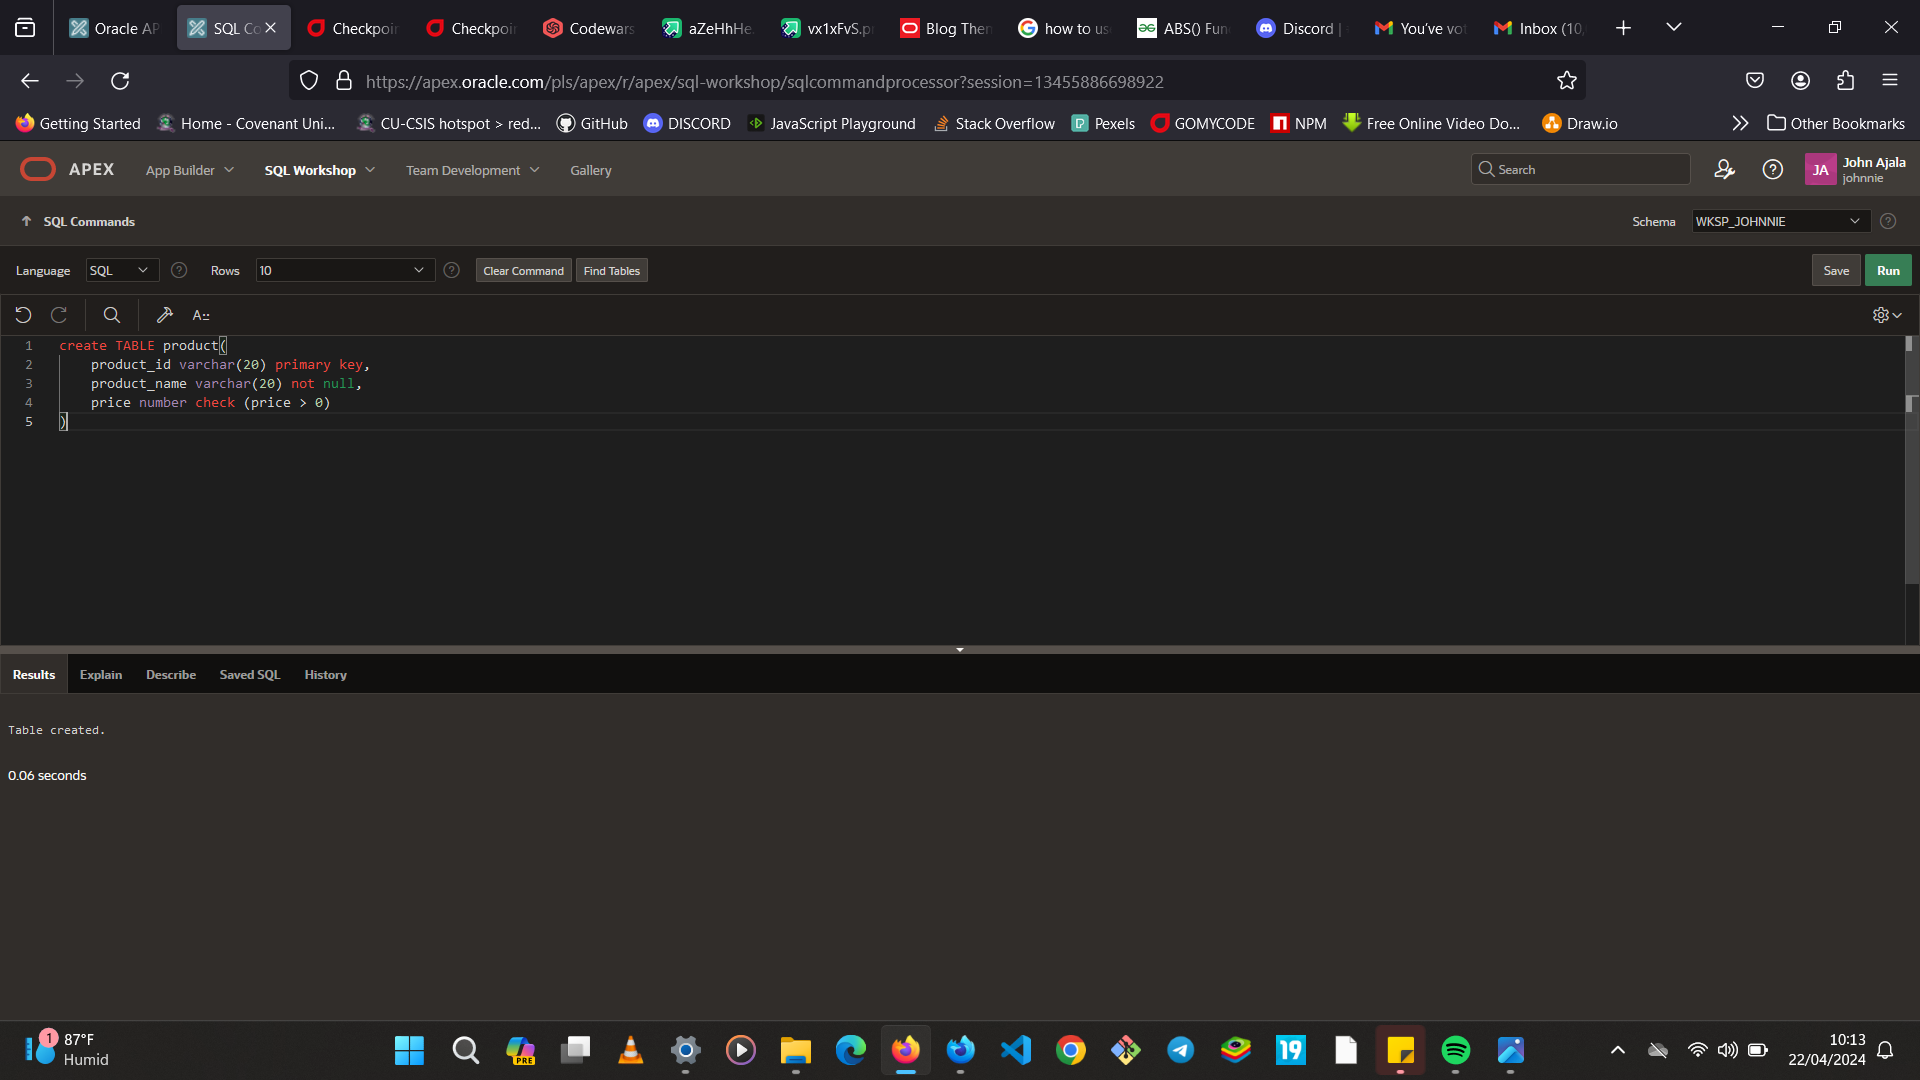 Oracle AP
SQL Co
Checkpoin
Checkpoin
Codewars
aZeHhHe
vx1xFvS.p
Blog Then
how to us
ABS() Fun
Discord |
You've vot
Inbox (10,
https://apex.oracle.com/pls/apex/r/apex/sql-workshop/sqlcommandprocessor?session=13455886698922
Getting Started
Home - Covenant Uni...
CU-CSIS hotspot > red...
GitHub
DISCORD
JavaScript Playground
Stack Overflow
Pexels
GOMYCODE
NPM
Free Online Video Do...
Draw.io
Other Bookmarks
APEX
App Builder
SQL Workshop
Team Development
Gallery
Search
JA
John Ajala
johnnie
SQL Commands
Schema
WKSP_JOHNNIE
Language
SQL
Rows
10
Clear Command
Find Tables
Save
Run
A::
1 create TABLE product(
2 product_id varchar(20) primary key,
3 product_name varchar(20) not null,
4 price number check (price > 0)
5 )
Results
Explain
Describe
Saved SQL
History
Table created.
0.06 seconds
1
87°F
Humid
PRE
19
10:13
22/04/2024